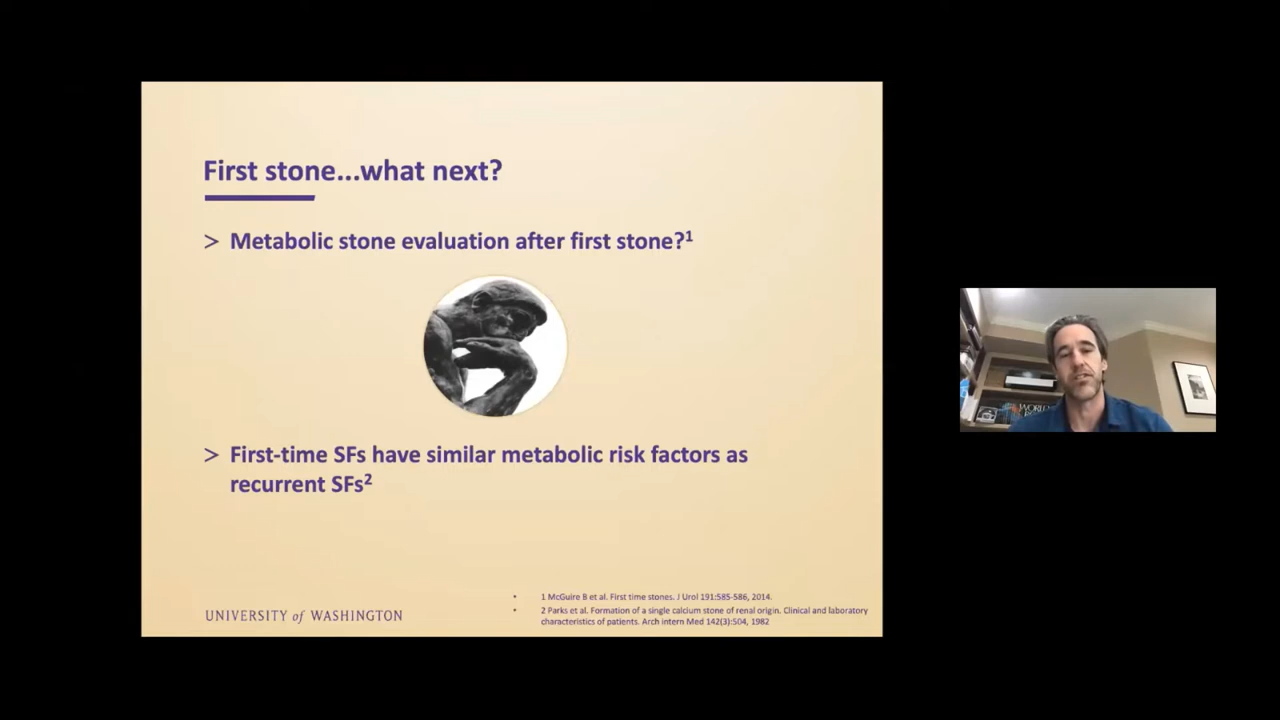 First stone...what next?
> Metabolic stone evaluation after first stone?¹
> First-time SFs have similar metabolic risk factors as
recurrent SFs²
UNIVERSITY of WASHINGTON
• 1 McGuire B et al. First time stones. J Urol 191:585-586, 2014.
• 2 Parks et al. Formation of a single calcium stone of renal origin. Clinical and laboratory
characteristics of patients. Arch intern Med 142(3):504, 1982